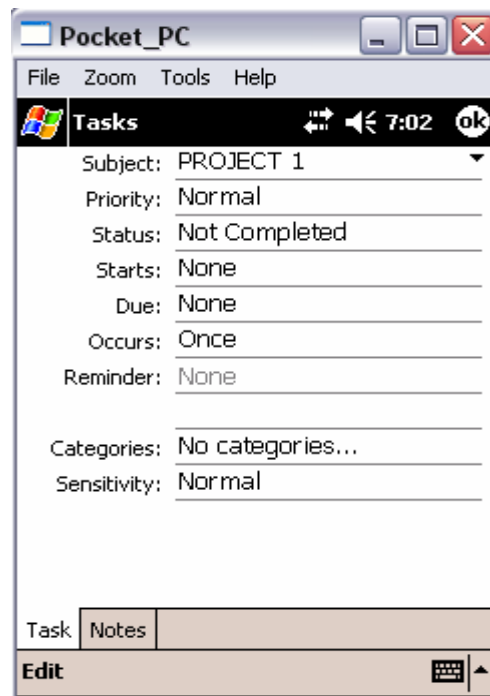 Pocket_PC
File Zoom Tools Help
Tasks 7:02 ok
Subject: PROJECT 1
Priority: Normal
Status: Not Completed
Starts: None
Due: None
Occurs: Once
Reminder: None
Categories: No categories...
Sensitivity: Normal
Task Notes
Edit